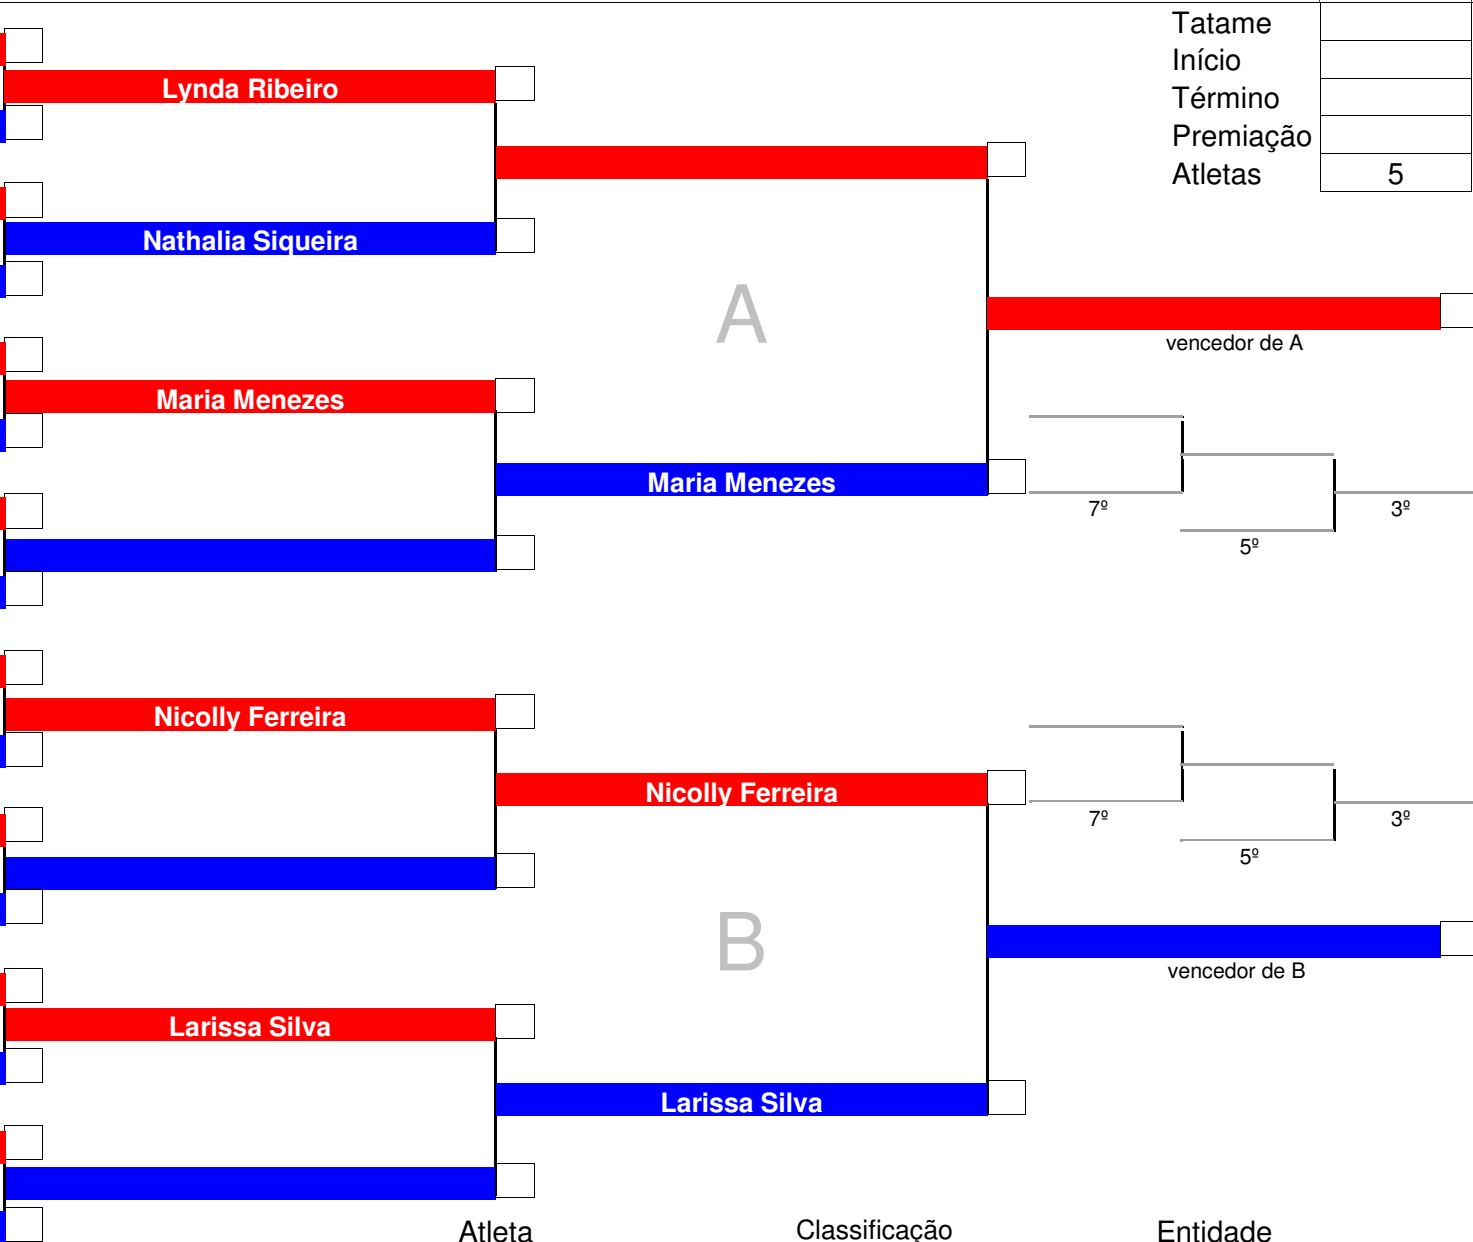 Tatame
Início
Término
Premiação
Atletas 5
Lynda Ribeiro
Nathalia Siqueira
A
vencedor de A
Maria Menezes
Maria Menezes
7º
3º
5º
Nicolly Ferreira
Nicolly Ferreira
7º
3º
5º
B
vencedor de B
Larissa Silva
Larissa Silva
Atleta Classificação Entidade